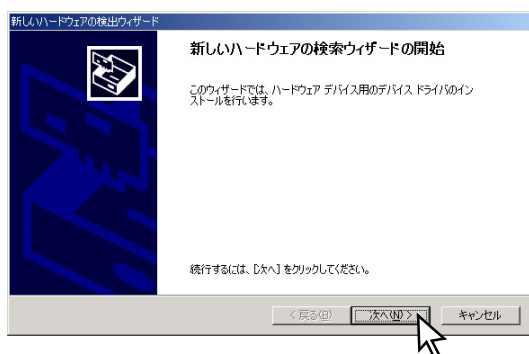 新しいハードウェアの検出ウィザード
新しいハードウェアの検索ウィザードの開始
このウィザードでは、ハードウェア デバイス用のデバイス ドライバのイン
ストールを行います。
続行するには、[次へ] をクリックしてください。
< 戻る(B)
次へ(N) >
キャンセル